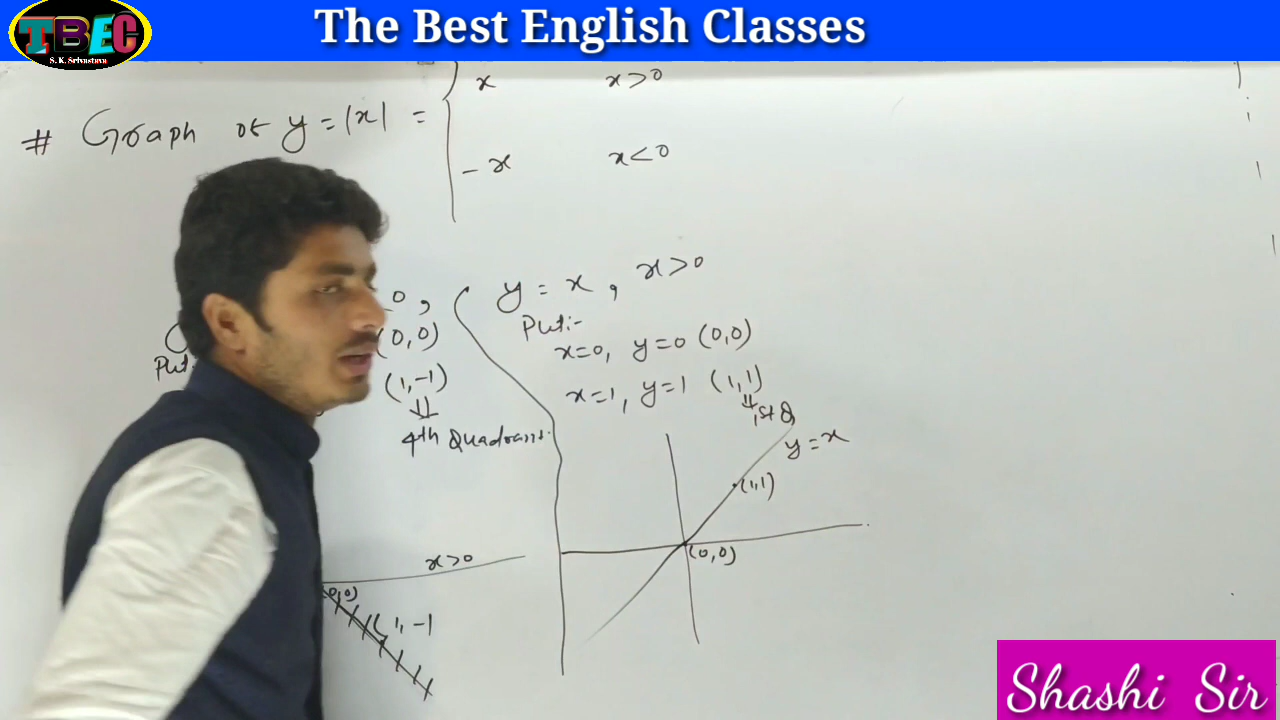 The Best English Classes
TBEC
S. K. Srivastava
# Graph of y = |x| =
x x > 0
- x x < 0
0 ,
Put:
(0,0)
(1,-1)
⇓
4th Quadrant.
x > 0
(0,0)
(1, -1
y = x , x > 0
Put:-
x=0, y=0 (0,0)
x=1, y=1 (1,1)
⇓
1st Q
y = x
(1,1)
(0,0)
Shashi Sir